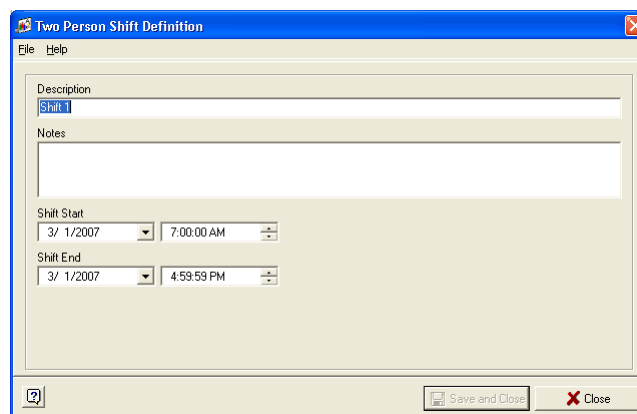 Two Person Shift Definition
File Help
Description
Shift 1
Notes
Shift Start
3/ 1/2007 7:00:00 AM
Shift End
3/ 1/2007 4:59:59 PM
Save and Close Close